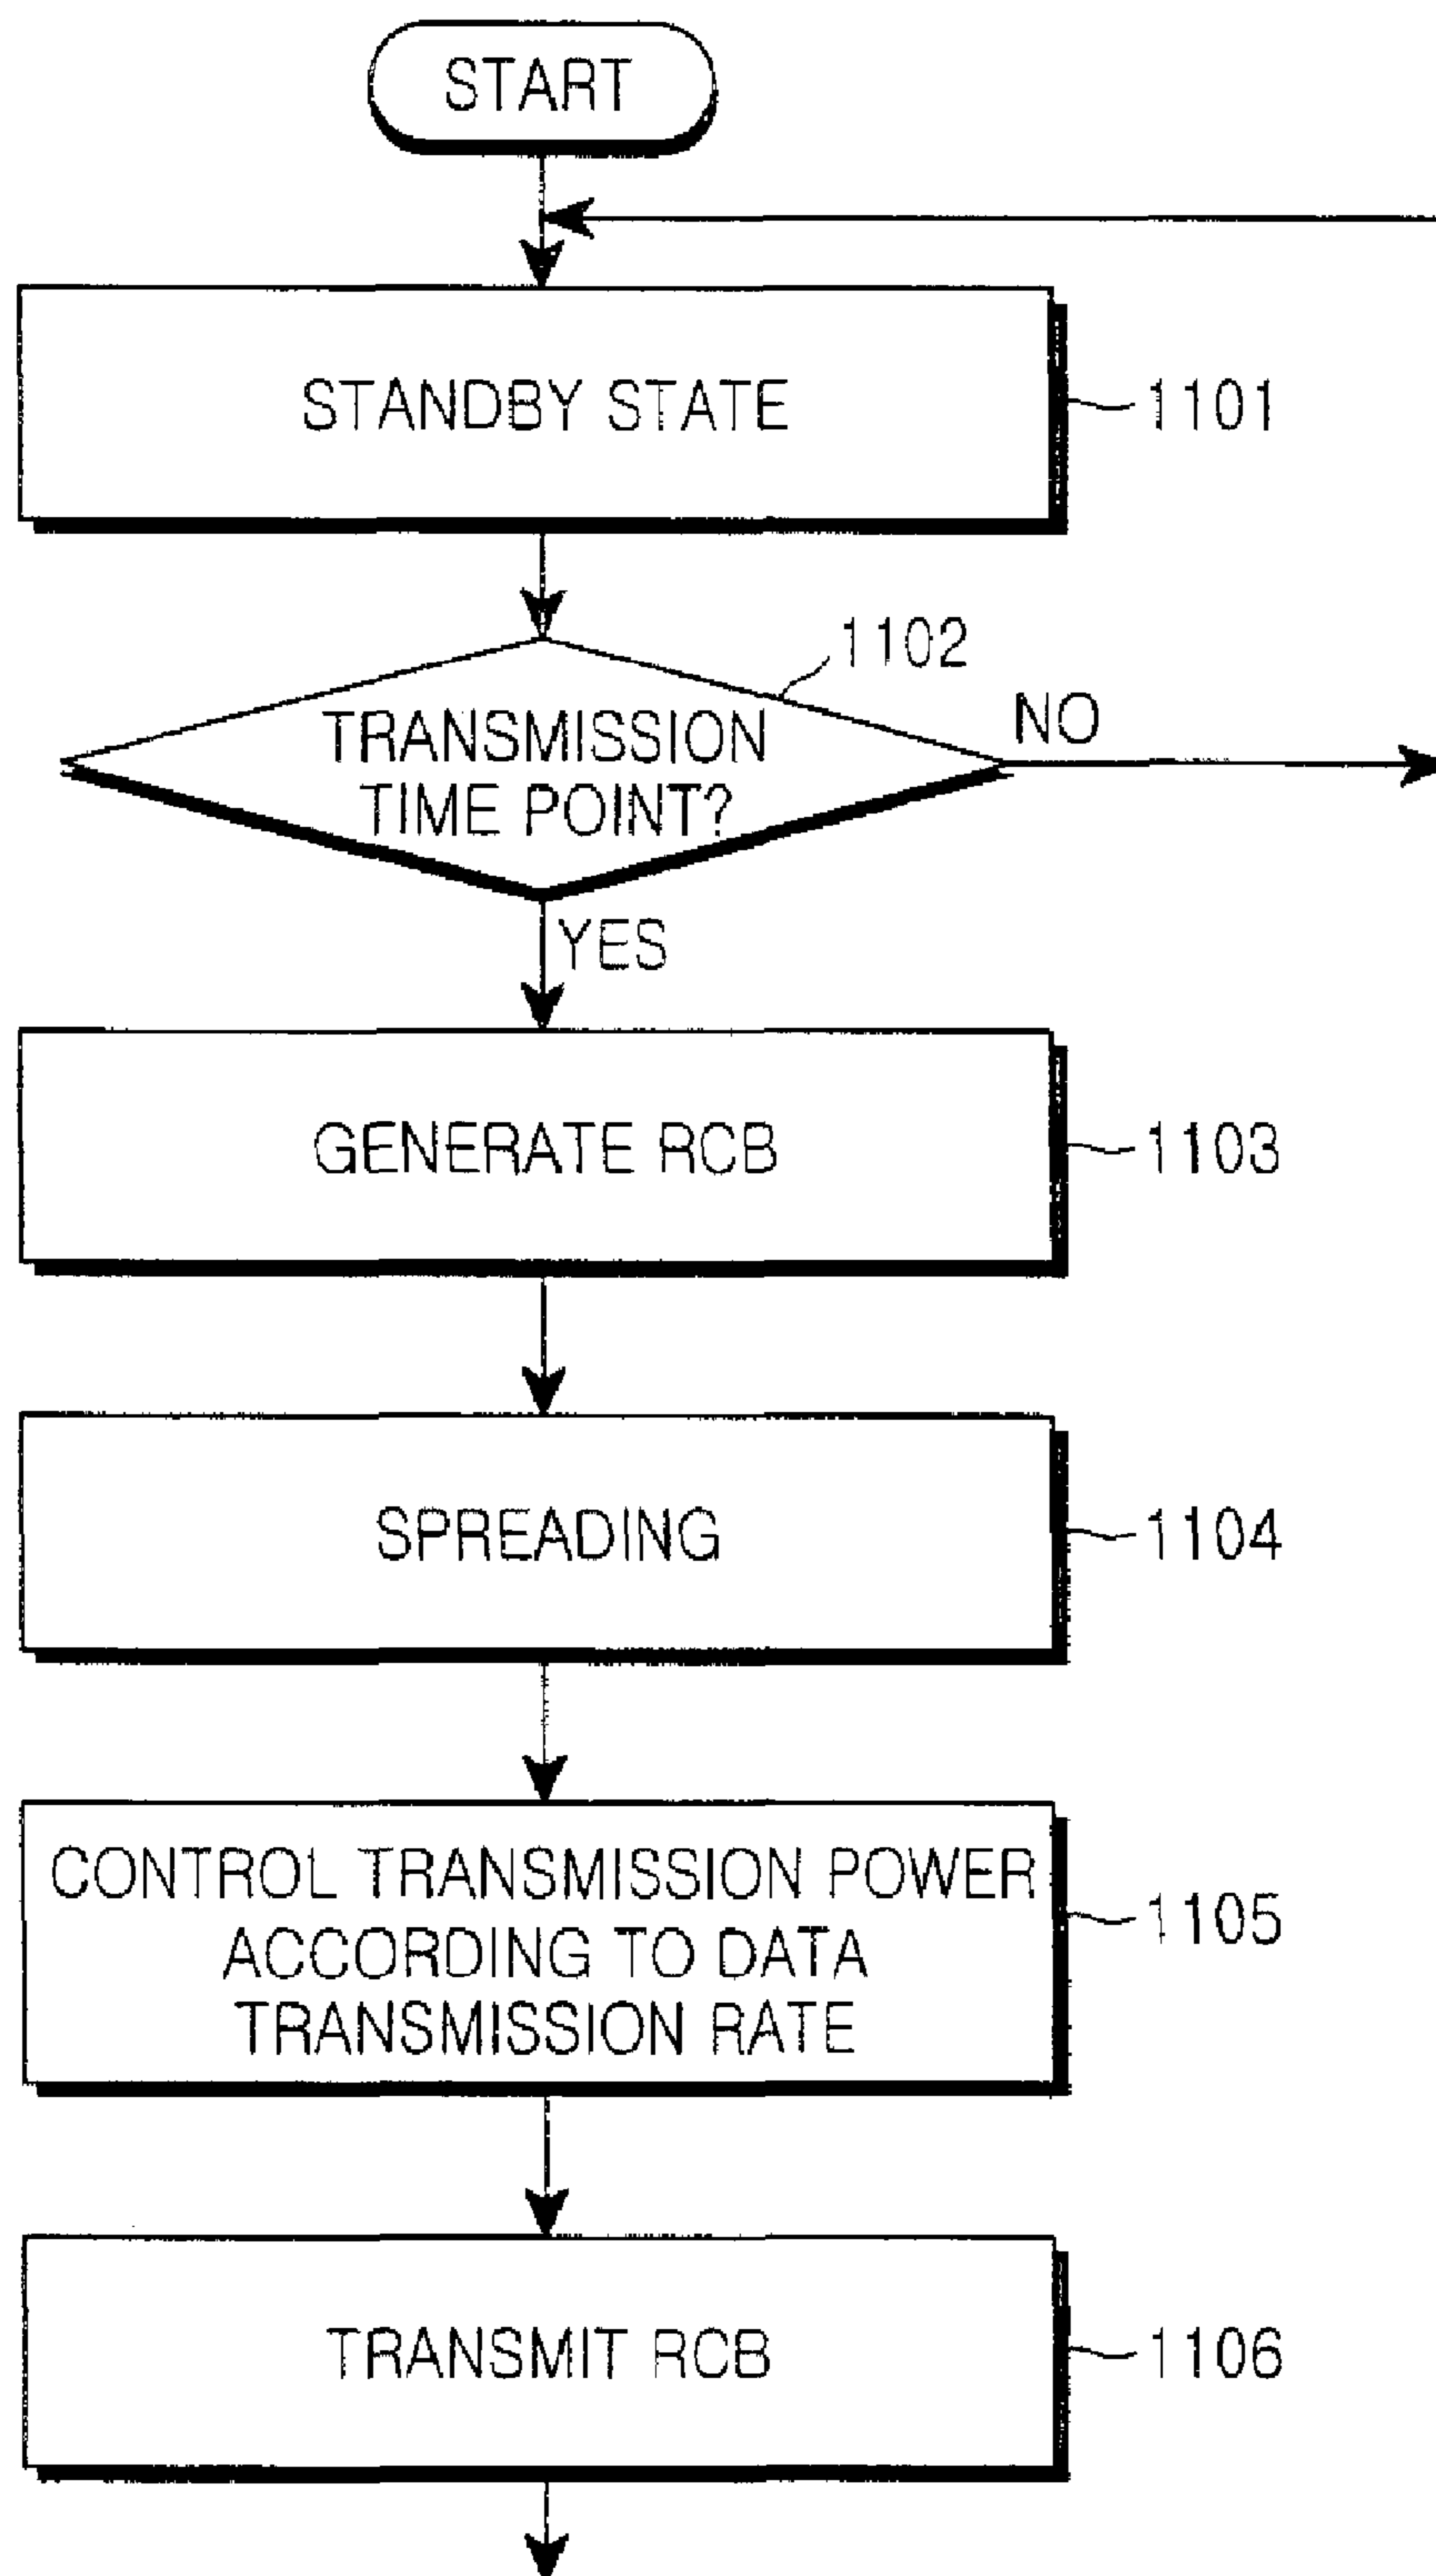 START
STANDBY STATE
1101
1102
TRANSMISSION
TIME POINT?
NO
YES
GENERATE RCB
1103
SPREADING
1104
CONTROL TRANSMISSION POWER
ACCORDING TO DATA
TRANSMISSION RATE
1105
TRANSMIT RCB
1106